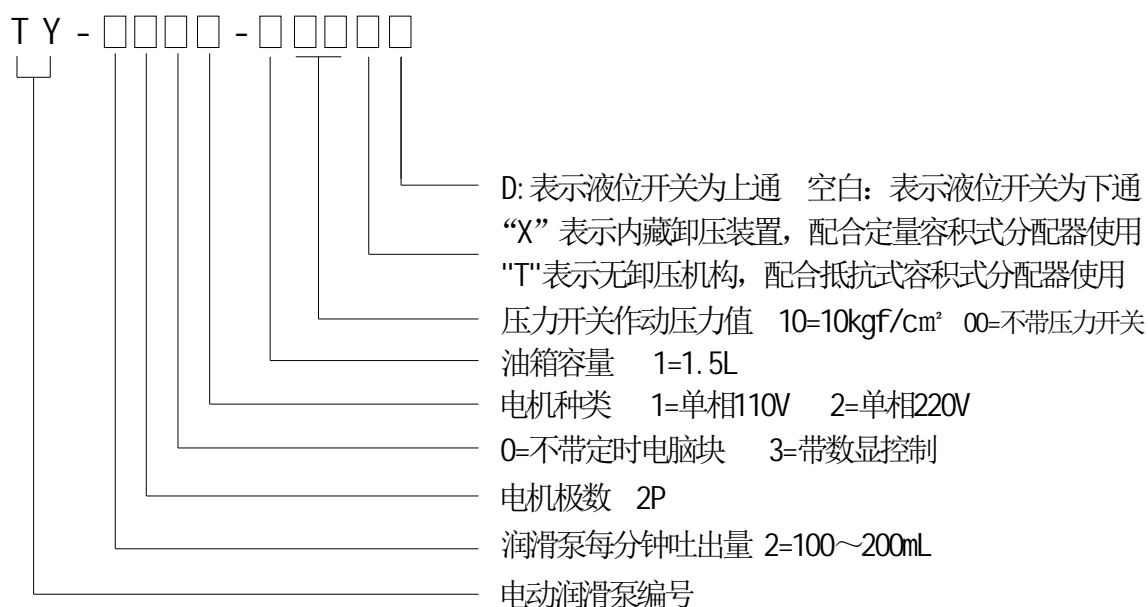 TY-□□□□-□□□□□
D:表示液位开关为上通 空白：表示液位开关为下通
“X”表示内藏卸压装置，配合定量容积式分配器使用
"T"表示无卸压机构，配合抵抗式容积式分配器使用
压力开关作动压力值 10=10kgf/cm² 00=不带压力开关
油箱容量 1=1.5L
电机种类 1=单相110V 2=单相220V
0=不带定时电脑块 3=带数显控制
电机极数 2P
润滑泵每分钟吐出量 2=100～200mL
电动润滑泵编号